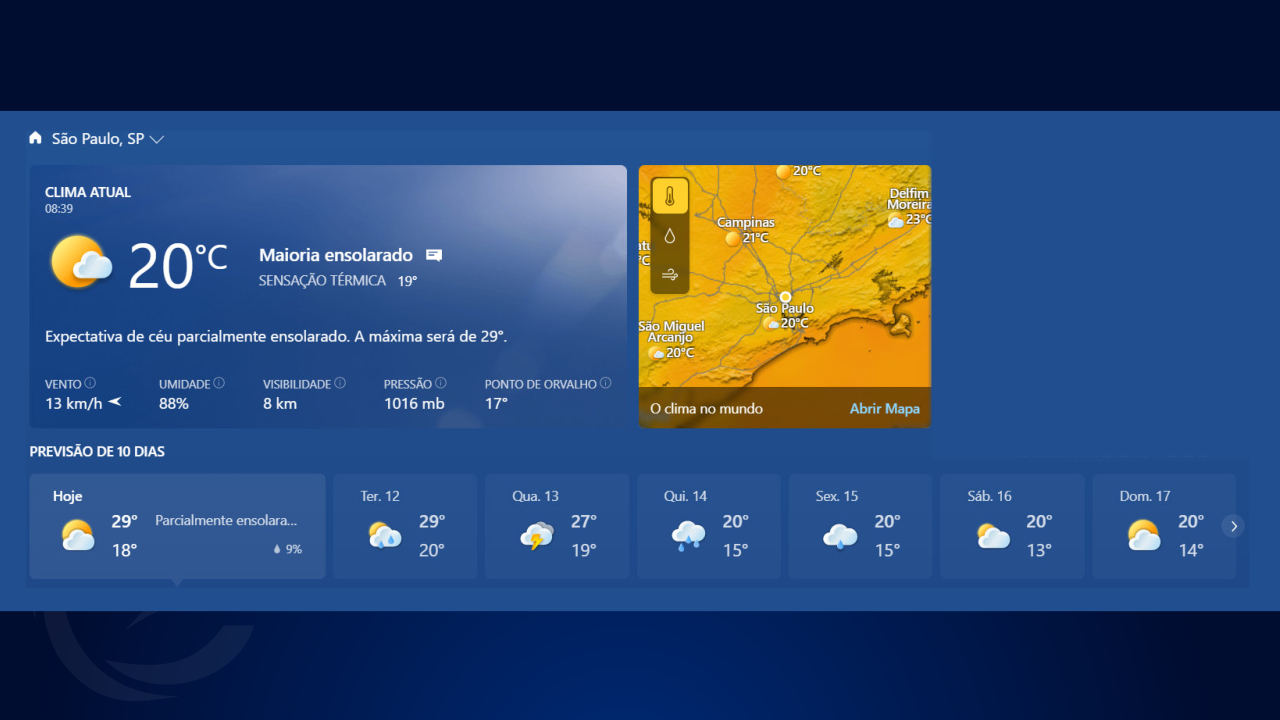 São Paulo, SP
CLIMA ATUAL
08:39
20°C
Maioria ensolarado
SENSAÇÃO TÉRMICA 19°
Expectativa de céu parcialmente ensolarado. A máxima será de 29°.
VENTO UMIDADE VISIBILIDADE PRESSÃO PONTO DE ORVALHO
13 km/h 88% 8 km 1016 mb 17°
20°C
Delfim
Moreira
23°C
Campinas
21°C
São Paulo
20°C
São Miguel
Arcanjo
20°C
O clima no mundo Abrir Mapa
PREVISÃO DE 10 DIAS
Hoje
29° Parcialmente ensolara...
18° 9%
Ter. 12
29°
20°
Qua. 13
27°
19°
Qui. 14
20°
15°
Sex. 15
20°
15°
Sáb. 16
20°
13°
Dom. 17
20°
14°